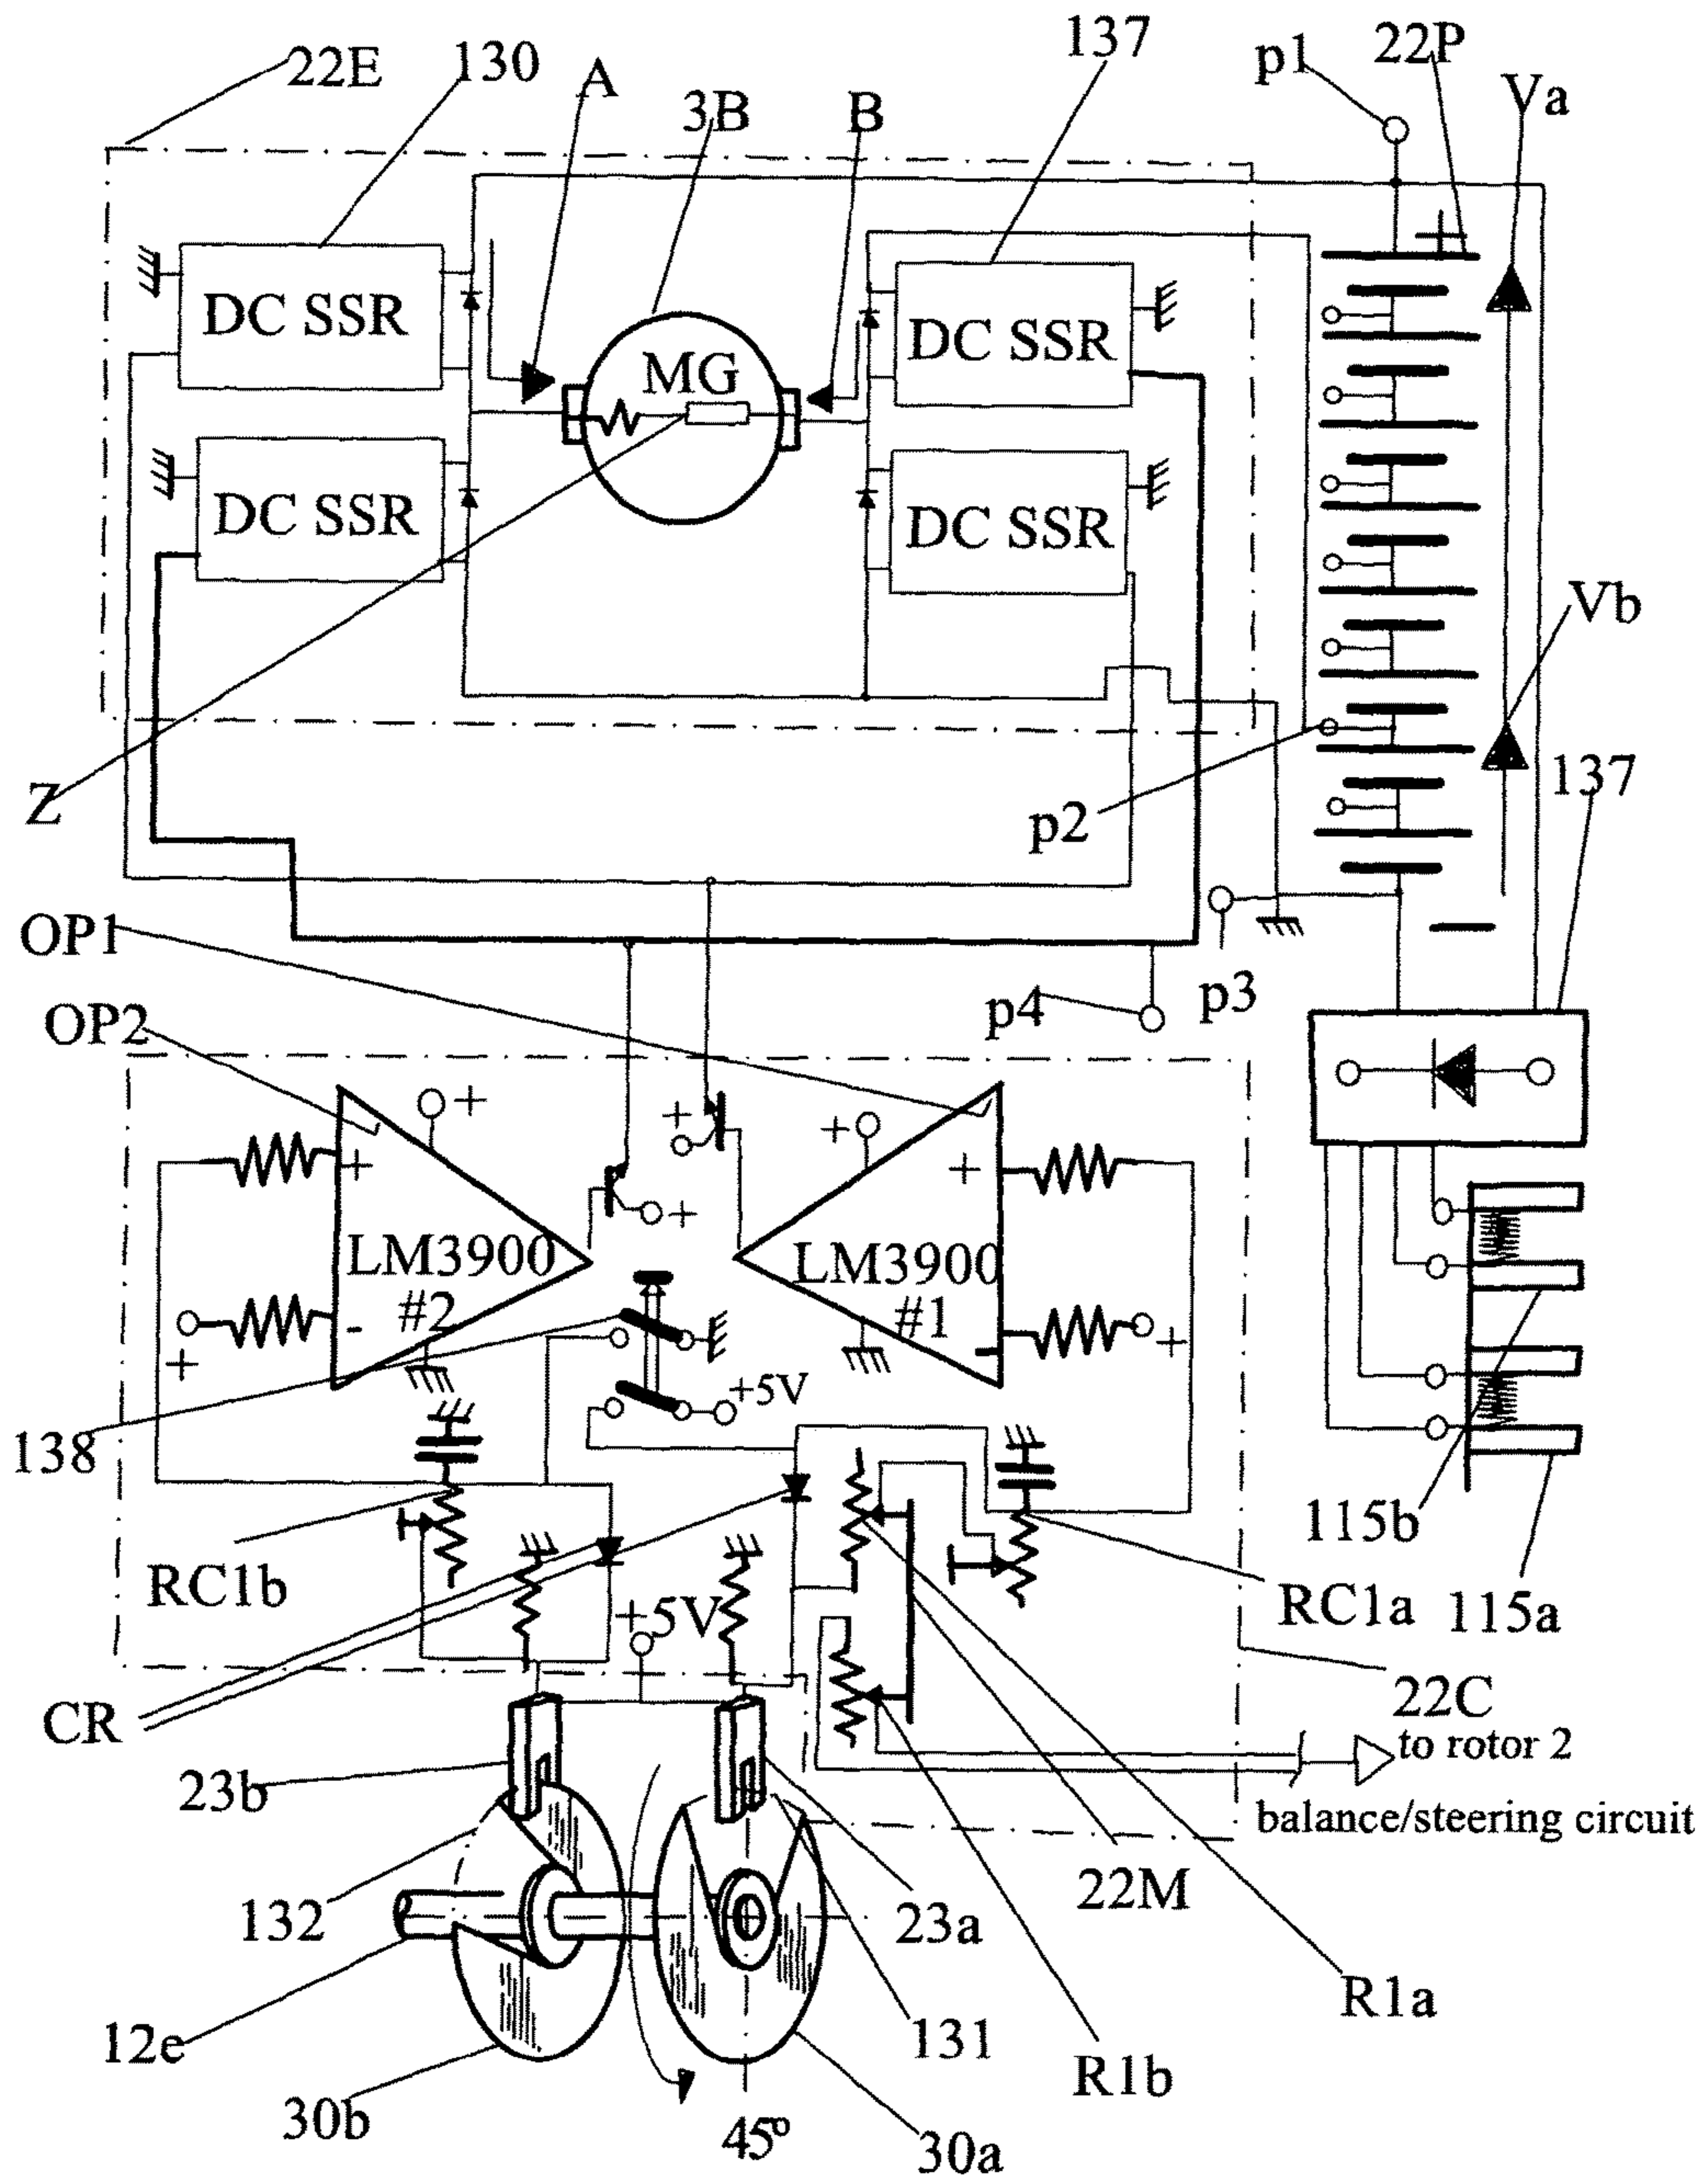 22E
130
A
3B
B
137
p1
22P
Va
+
DC SSR
MG
DC SSR
DC SSR
DC SSR
Vb
Z
p2
137
OP1
OP2
p4
p3
−
+
+
+
+
+
+
LM3900
#2
-
+
LM3900
#1
-
+
138
+5V
RC1b
+5V
115b
RC1a
115a
CR
22C
to rotor 2
23b
balance/steering circuit
132
23a
22M
12e
131
R1a
30b
R1b
45º
30a